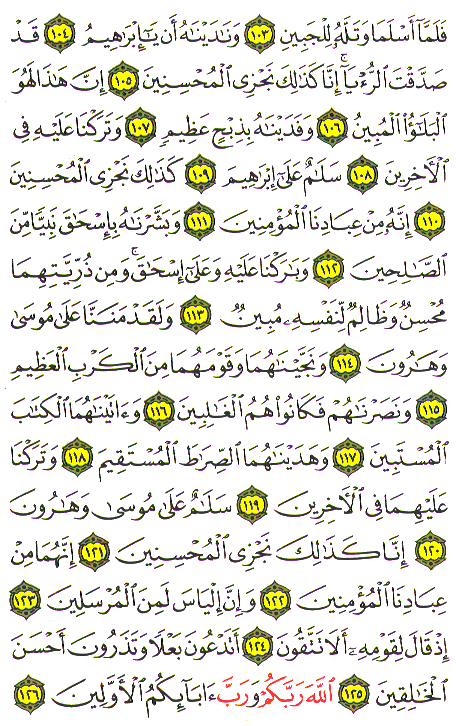 فَلَمَّآ أَسْلَمَا وَتَلَّهُۥ لِلْجَبِينِ ١٠٣ وَنَٰدَيْنَٰهُ أَن يَٰٓإِبْرَٰهِيمُ ١٠٤ قَدْ
صَدَّقْتَ ٱلرُّءْيَآ ۚ إِنَّا كَذَٰلِكَ نَجْزِى ٱلْمُحْسِنِينَ ١٠٥ إِنَّ هَٰذَا لَهُوَ
ٱلْبَلَٰٓؤُا۟ ٱلْمُبِينُ ١٠٦ وَفَدَيْنَٰهُ بِذِبْحٍ عَظِيمٍ ١٠٧ وَتَرَكْنَا عَلَيْهِ فِى
ٱلْءَاخِرِينَ ١٠٨ سَلَٰمٌ عَلَىٰٓ إِبْرَٰهِيمَ ١٠٩ كَذَٰلِكَ نَجْزِى ٱلْمُحْسِنِينَ
١١٠ إِنَّهُۥ مِنْ عِبَادِنَا ٱلْمُؤْمِنِينَ ١١١ وَبَشَّرْنَٰهُ بِإِسْحَٰقَ نَبِيًّا مِّنَ
ٱلصَّٰلِحِينَ ١١٢ وَبَٰرَكْنَا عَلَيْهِ وَعَلَىٰٓ إِسْحَٰقَ ۚ وَمِن ذُرِّيَّتِهِمَا
مُحْسِنٌ وَظَالِمٌ لِّنَفْسِهِۦ مُبِينٌ ١١٣ وَلَقَدْ مَنَنَّا عَلَىٰ مُوسَىٰ
وَهَٰرُونَ ١١٤ وَنَجَّيْنَٰهُمَا وَقَوْمَهُمَا مِنَ ٱلْكَرْبِ ٱلْعَظِيمِ
١١٥ وَنَصَرْنَٰهُمْ فَكَانُوا۟ هُمُ ٱلْغَٰلِبِينَ ١١٦ وَءَاتَيْنَٰهُمَا ٱلْكِتَٰبَ
ٱلْمُسْتَبِينَ ١١٧ وَهَدَيْنَٰهُمَا ٱلصِّرَٰطَ ٱلْمُسْتَقِيمَ ١١٨ وَتَرَكْنَا
عَلَيْهِمَا فِى ٱلْءَاخِرِينَ ١١٩ سَلَٰمٌ عَلَىٰ مُوسَىٰ وَهَٰرُونَ
١٢٠ إِنَّا كَذَٰلِكَ نَجْزِى ٱلْمُحْسِنِينَ ١٢١ إِنَّهُمَا مِنْ
عِبَادِنَا ٱلْمُؤْمِنِينَ ١٢٢ وَإِنَّ إِلْيَاسَ لَمِنَ ٱلْمُرْسَلِينَ ١٢٣
إِذْ قَالَ لِقَوْمِهِۦٓ أَلَا تَتَّقُونَ ١٢٤ أَتَدْعُونَ بَعْلًا وَتَذَرُونَ أَحْسَنَ
ٱلْخَٰلِقِينَ ١٢٥ ٱللَّهَ رَبَّكُمْ وَرَبَّ ءَابَآئِكُمُ ٱلْأَوَّلِينَ ١٢٦